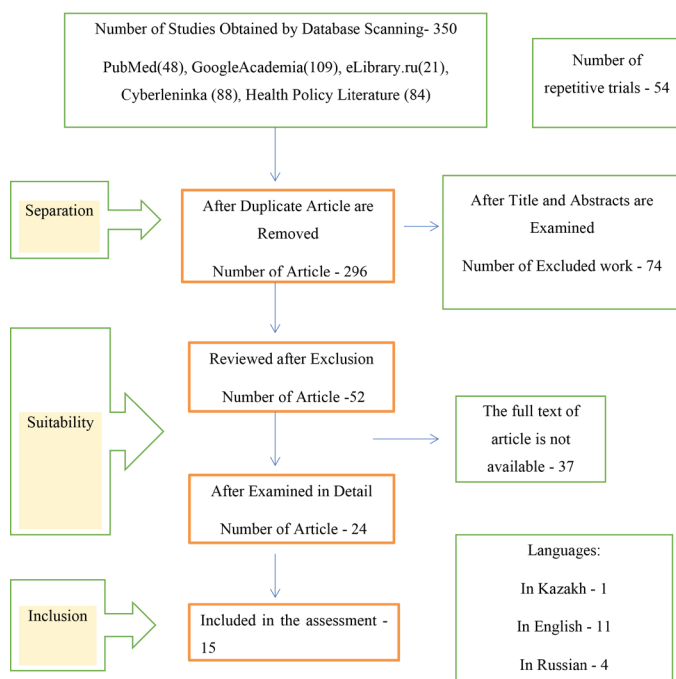 Number of Studies Obtained by Database Scanning- 350
PubMed(48), GoogleAcademia(109), eLibrary.ru(21),
Cyberleninka (88), Health Policy Literature (84)
Number of
repetitive trials - 54
Separation
After Duplicate Article are
Removed
Number of Article - 296
After Title and Abstracts are
Examined
Number of Excluded work - 74
Suitability
Reviewed after Exclusion
Number of Article -52
The full text of
article is not
available - 37
After Examined in Detail
Number of Article - 24
Languages:
In Kazakh - 1
In English - 11
In Russian - 4
Inclusion
Included in the assessment -
15